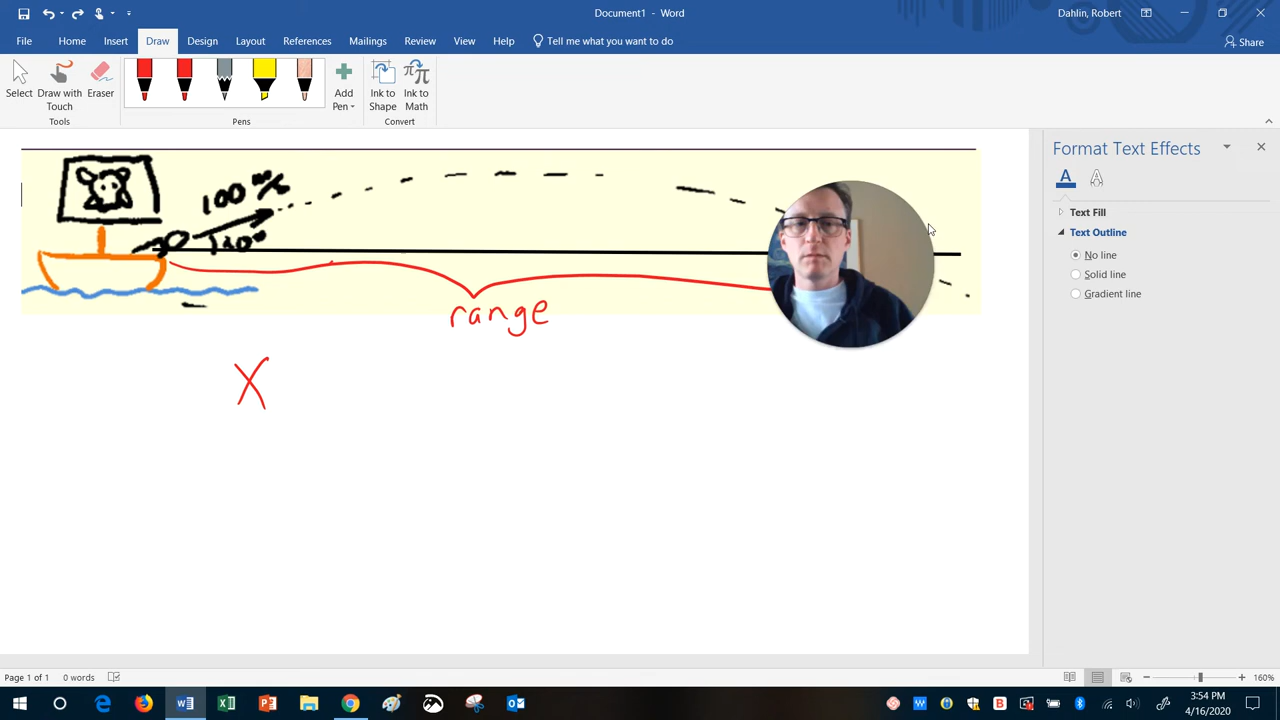 Document1 - Word
Dahlin, Robert
File Home Insert Draw Design Layout References Mailings Review View Help Tell me what you want to do
Share
Select
Draw with Touch
Eraser
Add Pen
Ink to Shape
Ink to Math
Tools
Pens
Convert
Format Text Effects
A A
Text Fill
Text Outline
No line
Solid line
Gradient line
100 m/s
range
X
Page 1 of 1 0 words
160%
3:54 PM
4/16/2020